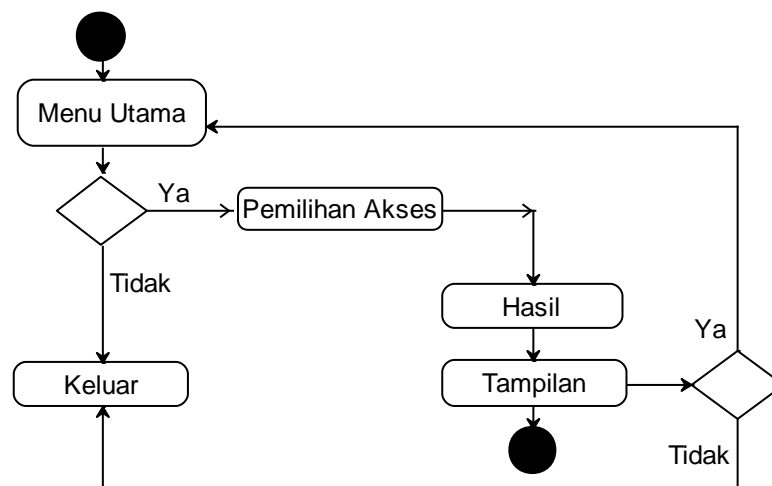 Menu Utama
Ya
Pemilihan Akses
Tidak
Hasil
Ya
Keluar
Tampilan
Tidak